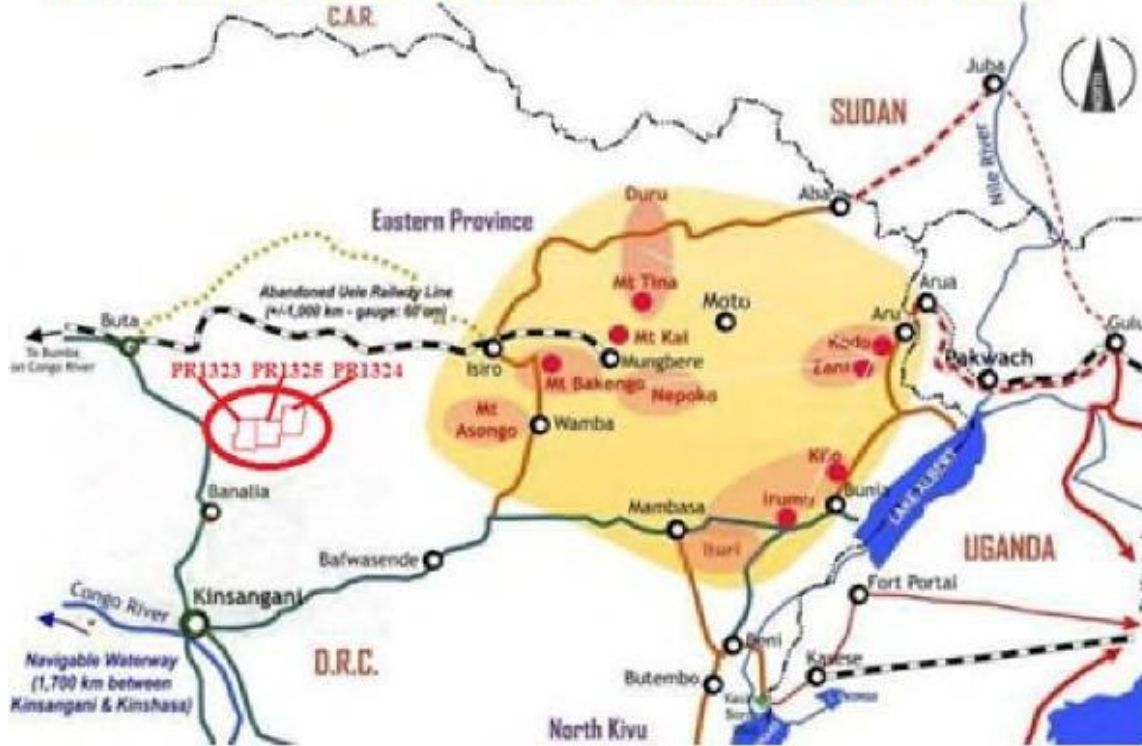 C.A.R.
Juba
NORTH
SUDAN
Nile River
Duru
Aba
Eastern Province
Abandoned Uele Railway Line
(+/-1,000 km - gauge: 60 cm)
Mt Tina
Moto
Arua
Aru
Buta
To Bumba
on Congo River
Mt Kal
Kodo
Gulu
Isiro
Mungbere
Pakwach
PR1323 PR1325 PR1324
Mt Bakengo
Nepoko
Mt
Asongo
Wamba
Kilo
Banalia
Mambasa
Irumu
Bunia
LAKE ALBERT
Ituri
UGANDA
Bafwasende
Fort Portal
Congo River
Kinsangani
D.R.C.
Beni
Navigable Waterway
(1,700 km between
Kinsangani & Kinshasa)
Butembo
Kasese
North Kivu